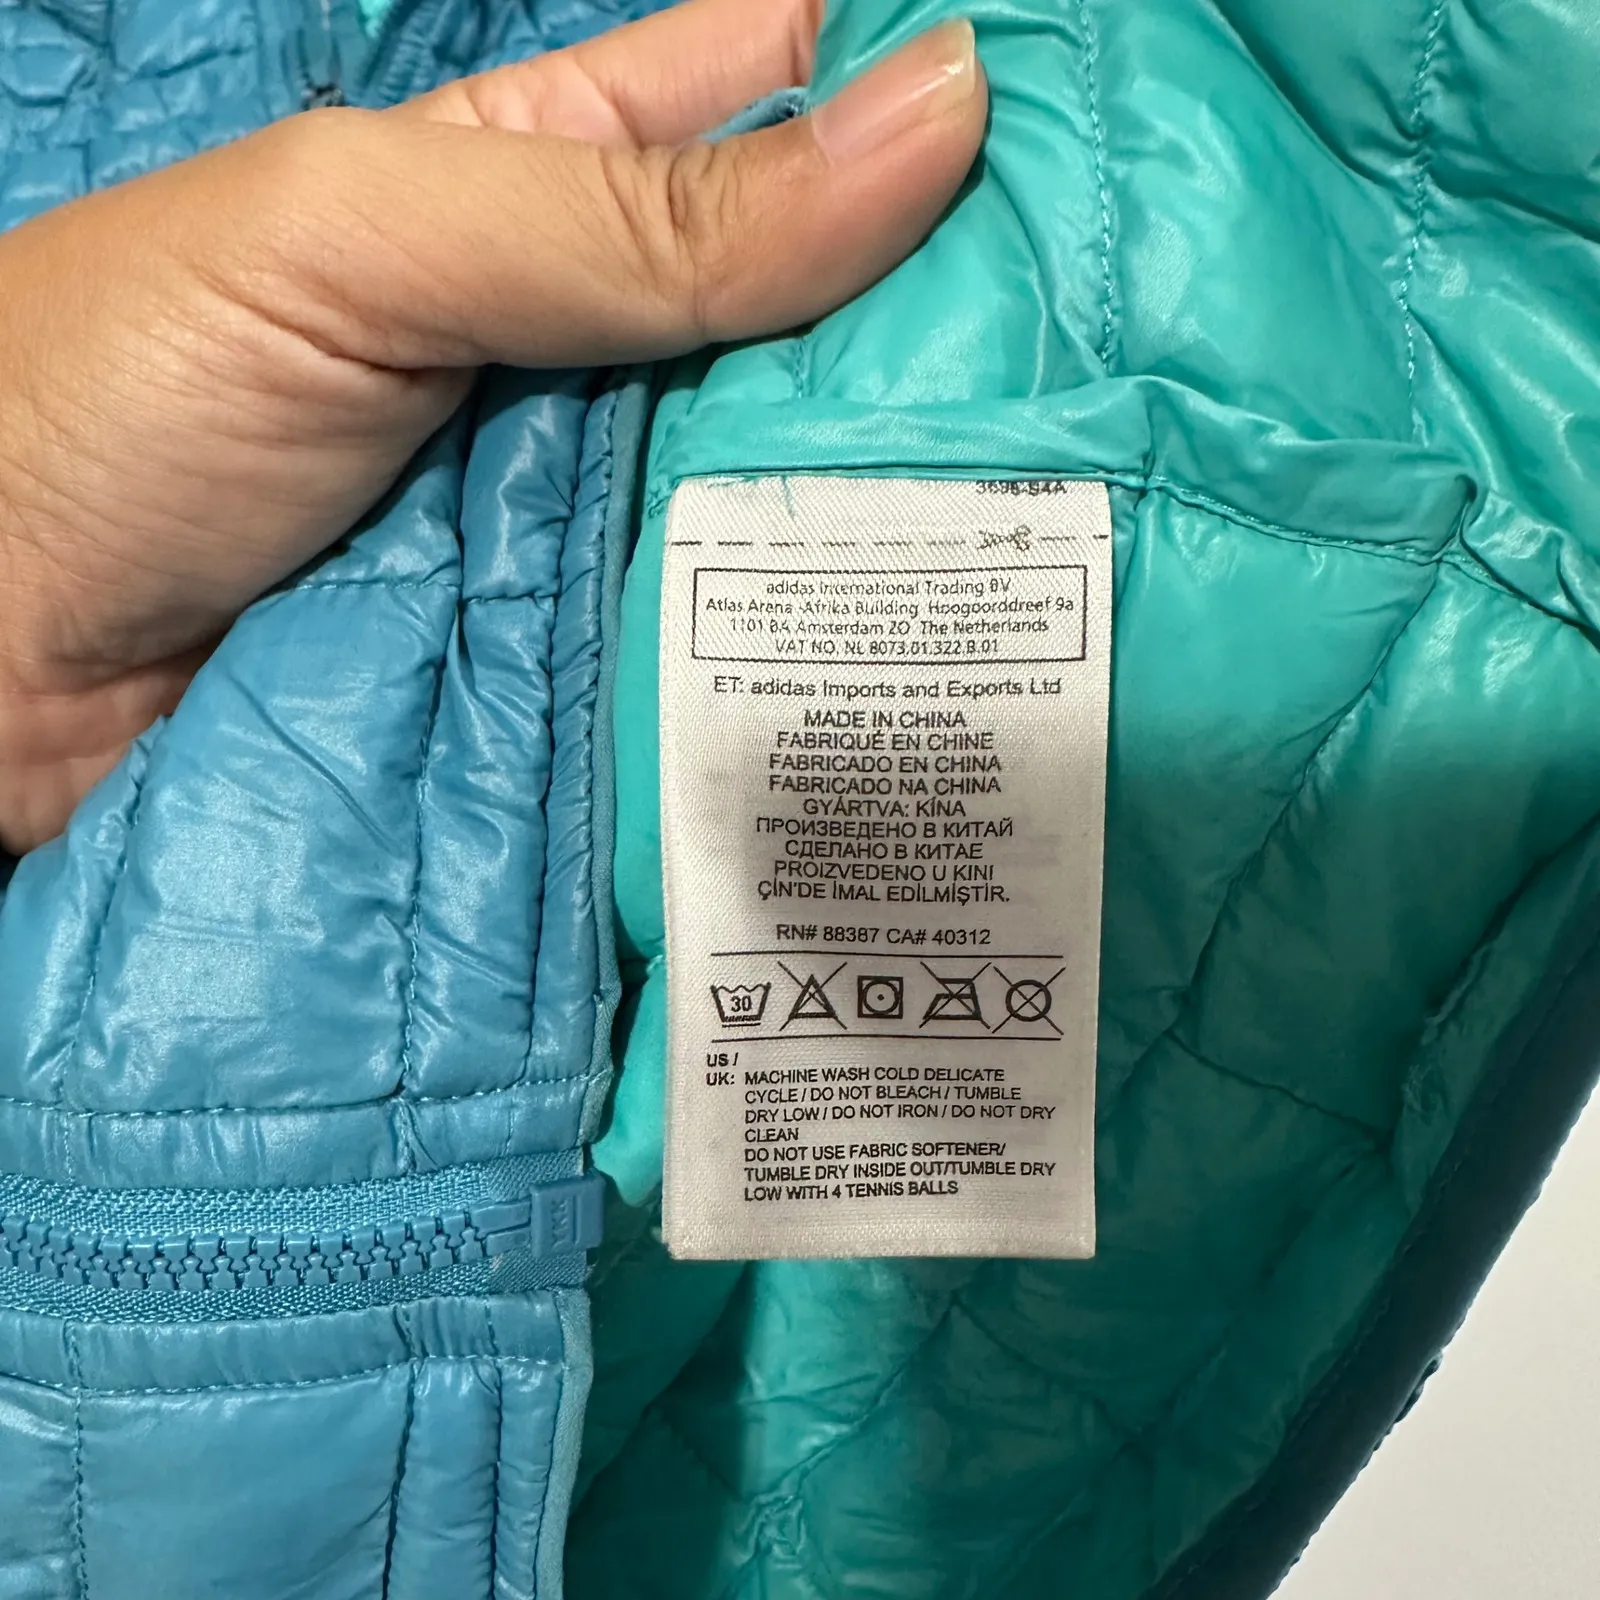 adidas International Trading BV
Atlas Arena -Afrika Building Hoogoorddreef 9a
1101 BA Amsterdam ZO The Netherlands
VAT NO. NL 8073.01.322.B.01
ET: adidas Imports and Exports Ltd
MADE IN CHINA
FABRIQUÉ EN CHINE
FABRICADO EN CHINA
FABRICADO NA CHINA
GYÁRTVA: KÍNA
ПРОИЗВЕДЕНО В КИТАЙ
СДЕЛАНО В КИТАЕ
PROIZVEDENO U KINI
ÇİN'DE İMAL EDİLMİŞTİR.
RN# 88387 CA# 40312
30
US /
UK: MACHINE WASH COLD DELICATE
CYCLE / DO NOT BLEACH / TUMBLE
DRY LOW / DO NOT IRON / DO NOT DRY
CLEAN
DO NOT USE FABRIC SOFTENER/
TUMBLE DRY INSIDE OUT/TUMBLE DRY
LOW WITH 4 TENNIS BALLS
YKK